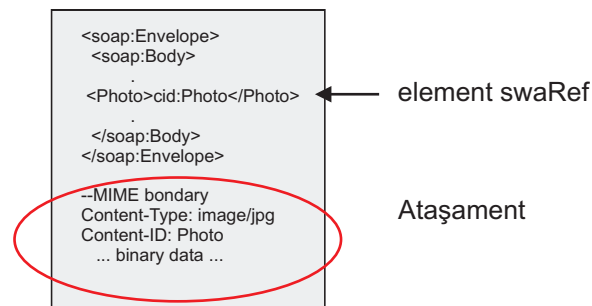 <soap:Envelope>
<soap:Body>
.
<Photo>cid:Photo</Photo>
element swaRef
.
</soap:Body>
</soap:Envelope>
--MIME bondary
Content-Type: image/jpg
Ataşament
Content-ID: Photo
... binary data ...